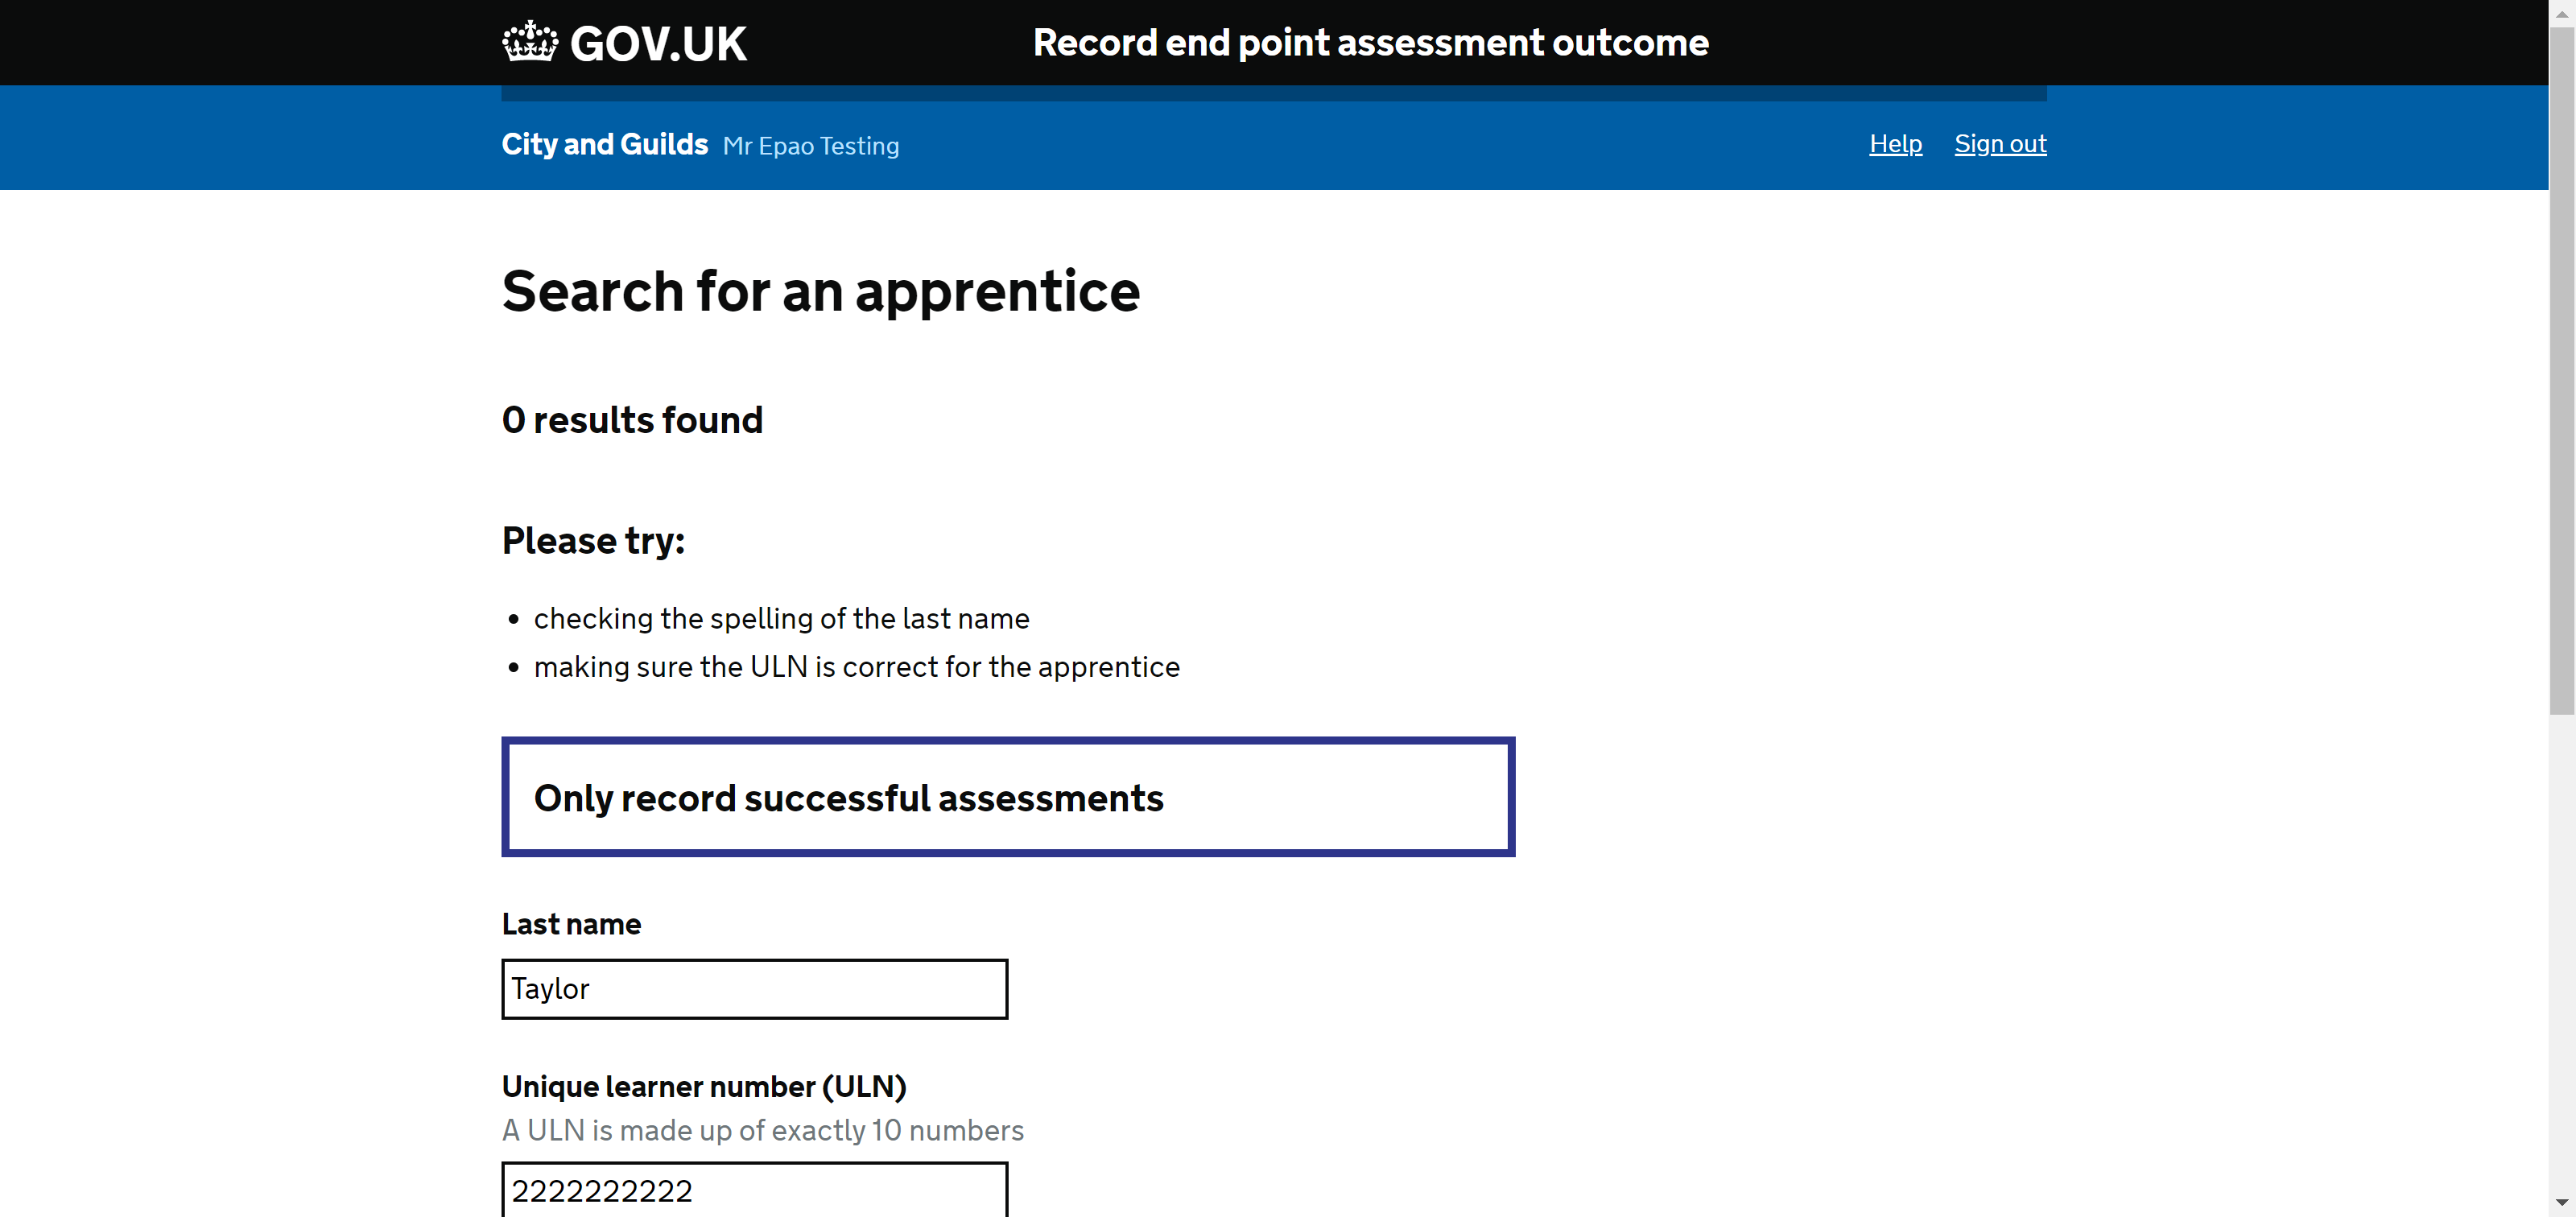 GOV.UK Record end point assessment outcome
City and Guilds Mr Epao Testing Help Sign out
Search for an apprentice
0 results found
Please try:
• checking the spelling of the last name
• making sure the ULN is correct for the apprentice
Only record successful assessments
Last name
Taylor
Unique learner number (ULN)
A ULN is made up of exactly 10 numbers
2222222222